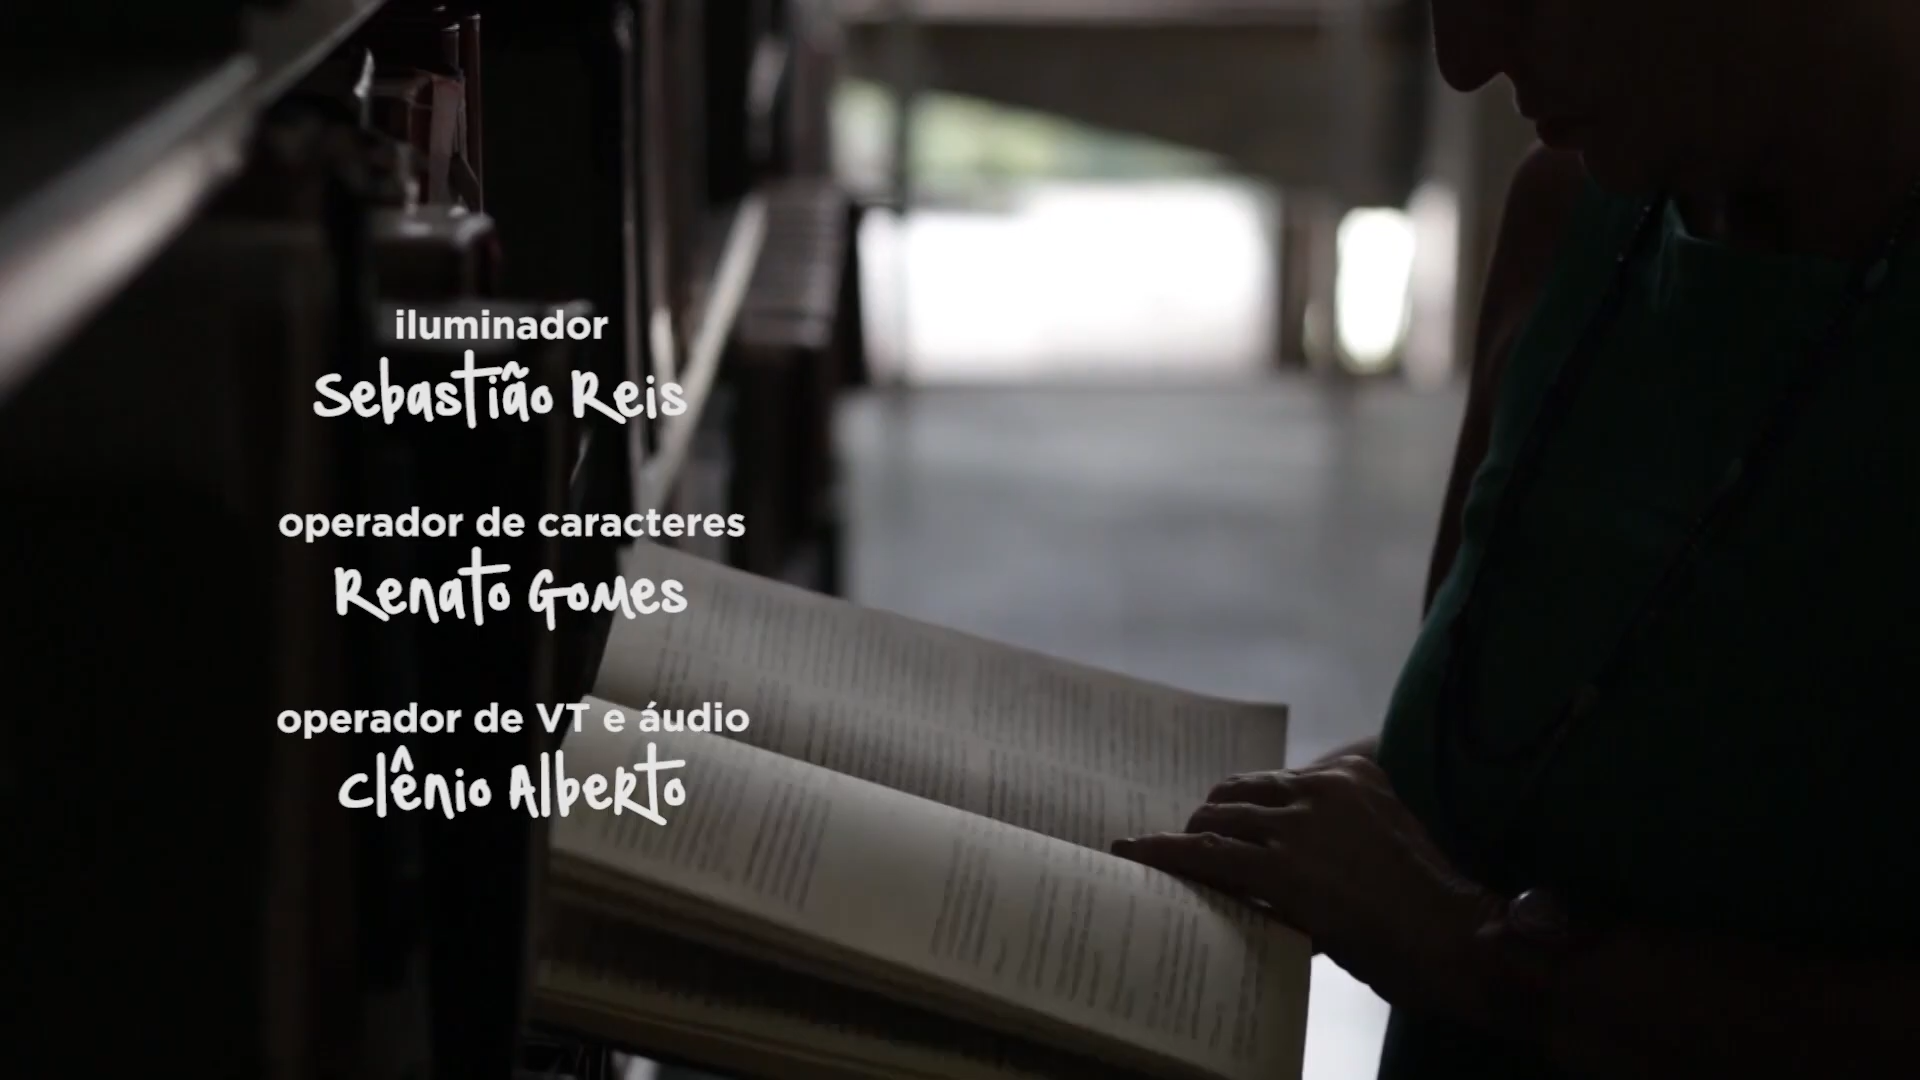 iluminador
Sebastião Reis
operador de caracteres
Renato Gomes
operador de VT e áudio
Clênio Alberto